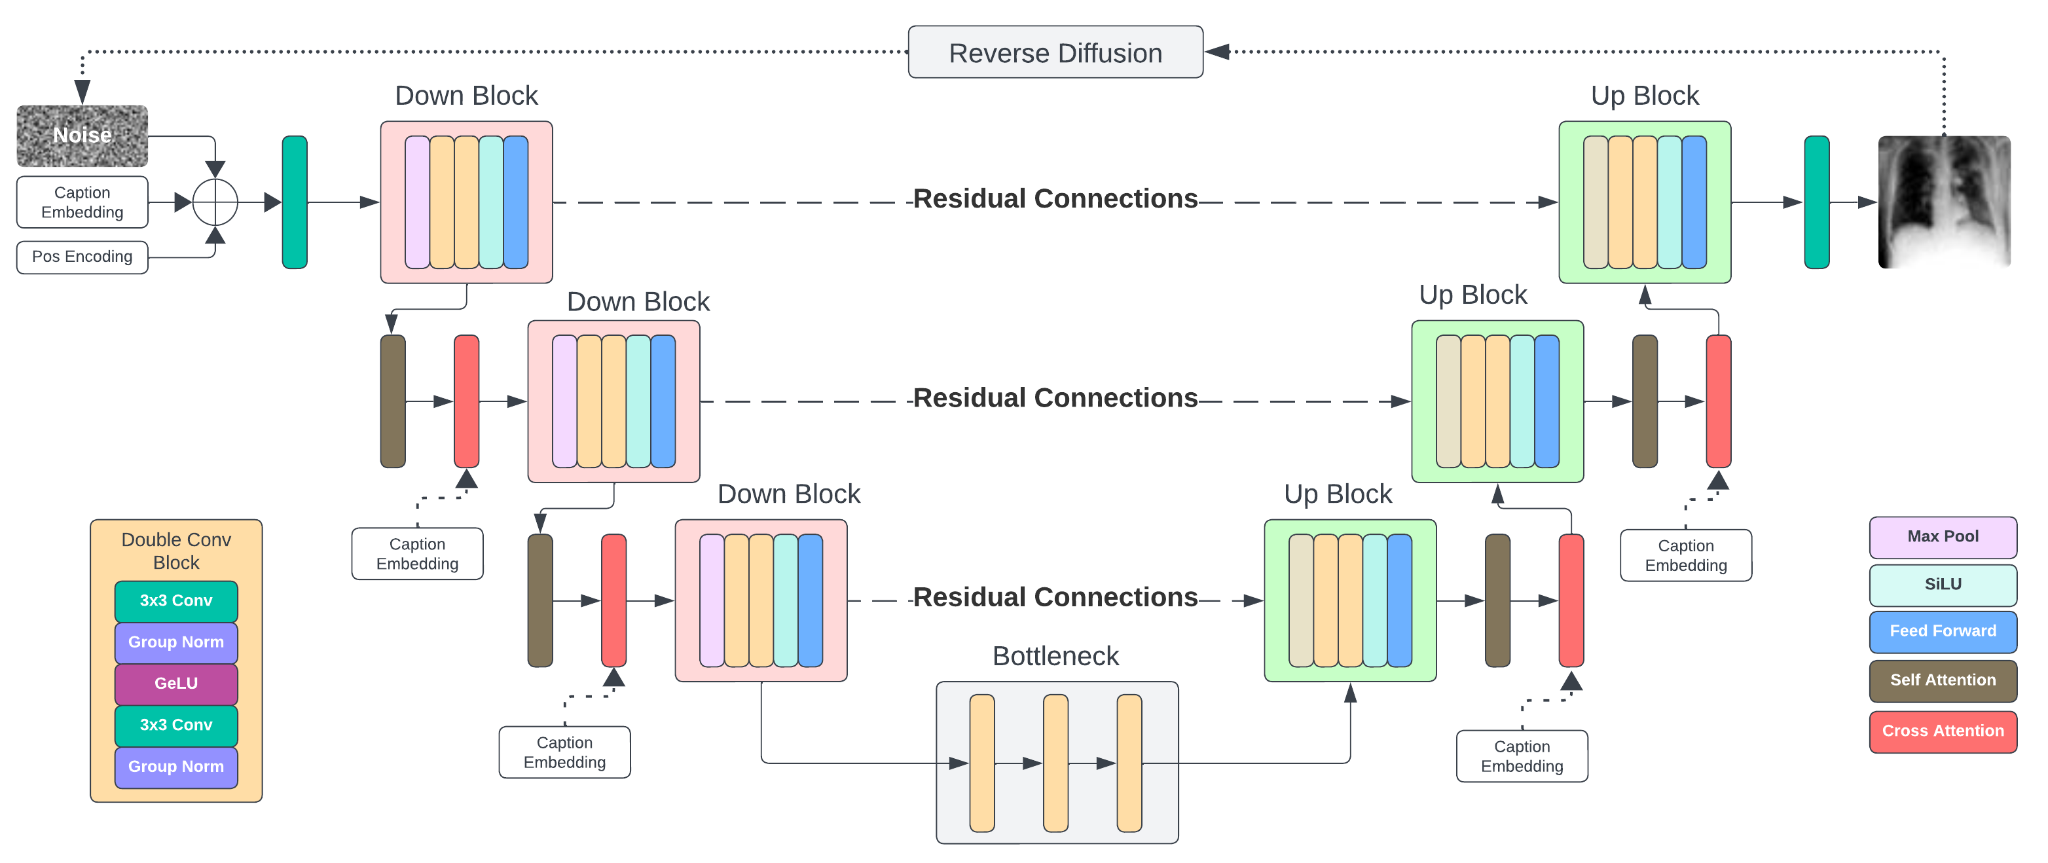 Reverse Diffusion
Down Block
Up Block
Noise
Caption
Embedding
Pos Encoding
Residual Connections
Down Block
Up Block
Residual Connections
Caption
Embedding
Caption
Embedding
Down Block
Up Block
Residual Connections
Caption
Embedding
Caption
Embedding
Bottleneck
Double Conv
Block
3x3 Conv
Group Norm
GeLU
3x3 Conv
Group Norm
Max Pool
SiLU
Feed Forward
Self Attention
Cross Attention